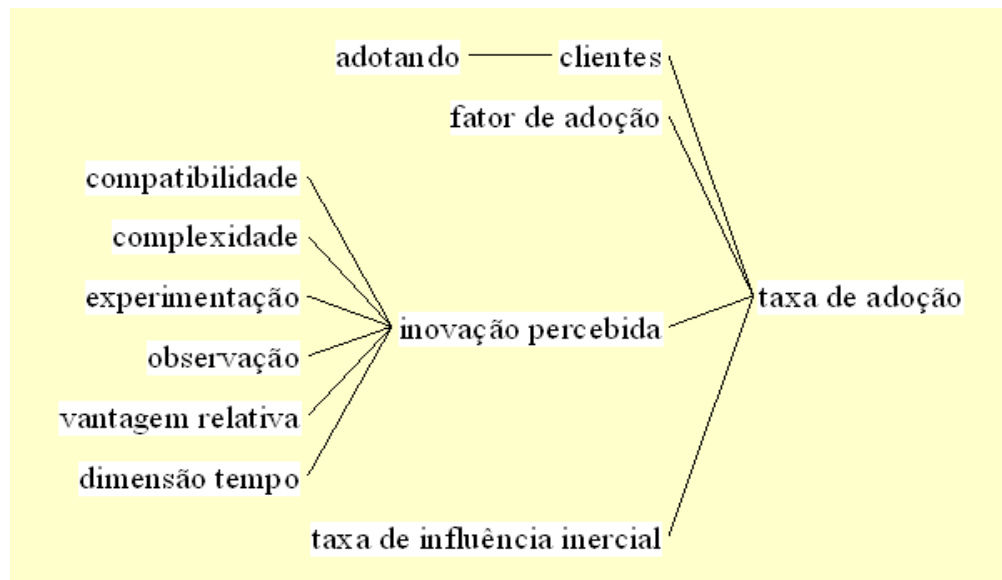 adotando
clientes
fator de adoção
compatibilidade
complexidade
experimentação
observação
vantagem relativa
dimensão tempo
inovação percebida
taxa de adoção
taxa de influência inercial